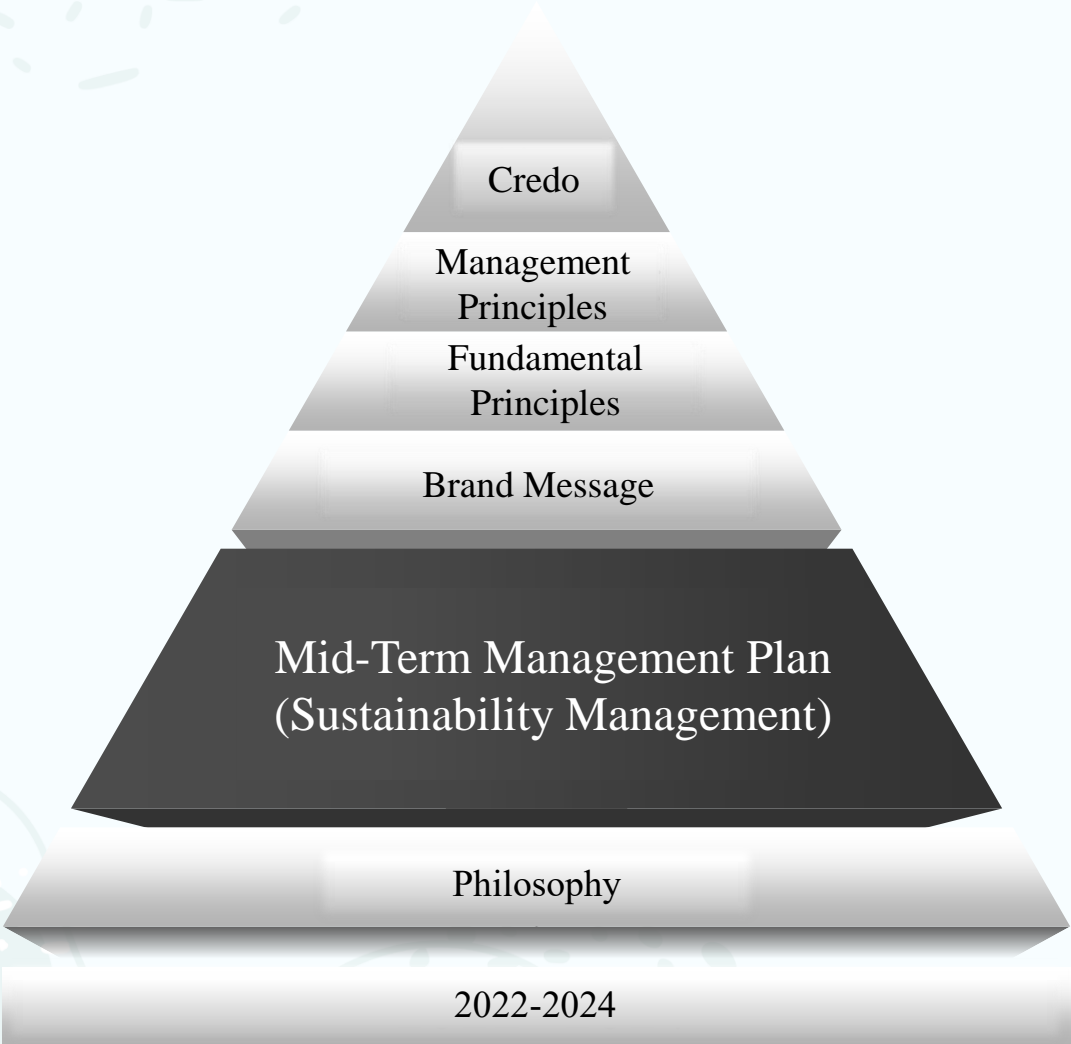 Credo
Management
Principles
Fundamental
Principles
Brand Message
Mid-Term Management Plan
(Sustainability Management)
Philosophy
2022-2024